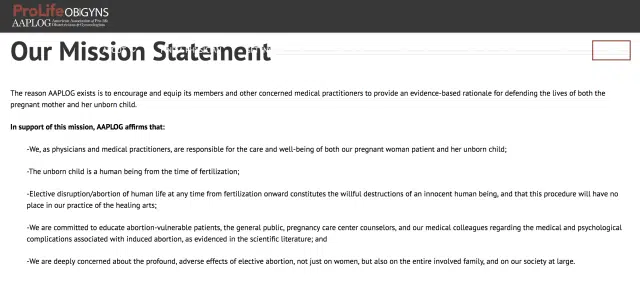 ProLife OBGYNS
AAPLOG American Association of Pro-life
Obstetricians & Gynecologists
Our Mission Statement
The reason AAPLOG exists is to encourage and equip its members and other concerned medical practitioners to provide an evidence-based rationale for defending the lives of both the
pregnant mother and her unborn child.
In support of this mission, AAPLOG affirms that:
-We, as physicians and medical practitioners, are responsible for the care and well-being of both our pregnant woman patient and her unborn child;
-The unborn child is a human being from the time of fertilization;
-Elective disruption/abortion of human life at any time from fertilization onward constitutes the willful destructions of an innocent human being, and that this procedure will have no
place in our practice of the healing arts;
-We are committed to educate abortion-vulnerable patients, the general public, pregnancy care center counselors, and our medical colleagues regarding the medical and psychological
complications associated with induced abortion, as evidenced in the scientific literature; and
-We are deeply concerned about the profound, adverse effects of elective abortion, not just on women, but also on the entire involved family, and on our society at large.